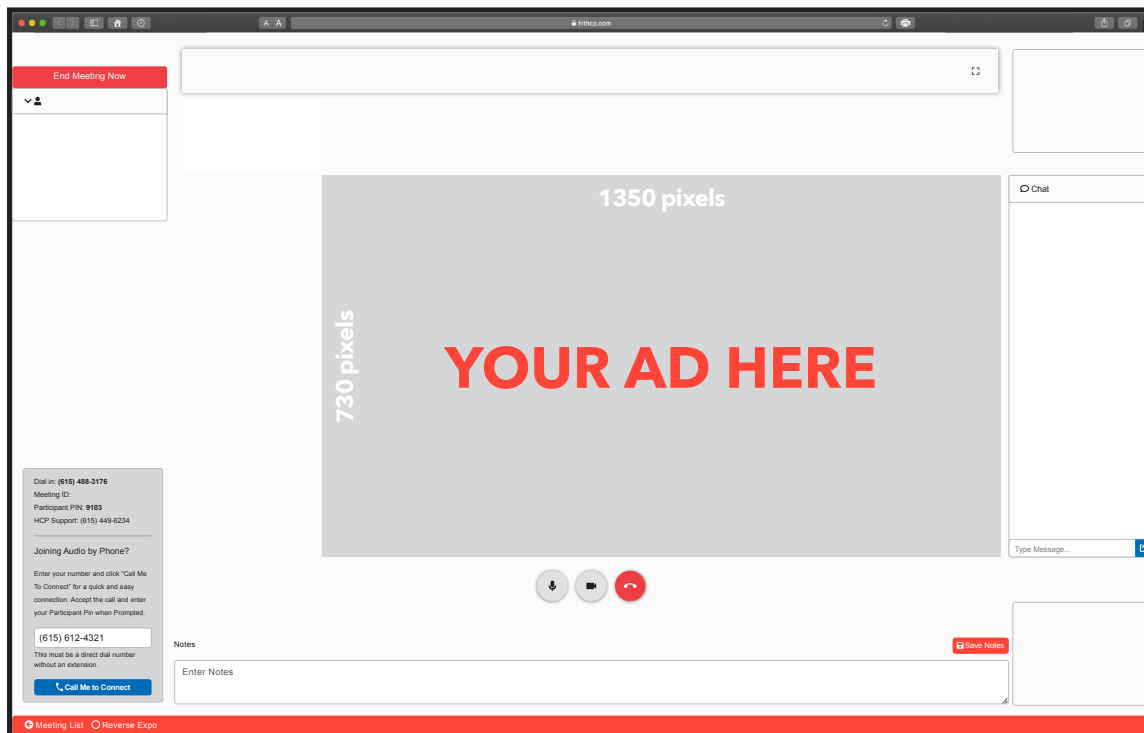 A A
hithcp.com
End Meeting Now
1350 pixels
730 pixels
YOUR AD HERE
Chat
Type Message...
Dial in: (615) 488-3176
Meeting ID:
Participant PIN: 9103
HCP Support: (615) 449-6234
Joining Audio by Phone?
Enter your number and click "Call Me
To Connect" for a quick and easy
connection. Accept the call and enter
your Participant Pin when Prompted.
(615) 612-4321
This must be a direct dial number
without an extension.
Call Me to Connect
Notes
Save Notes
Enter Notes
Meeting List
Reverse Expo